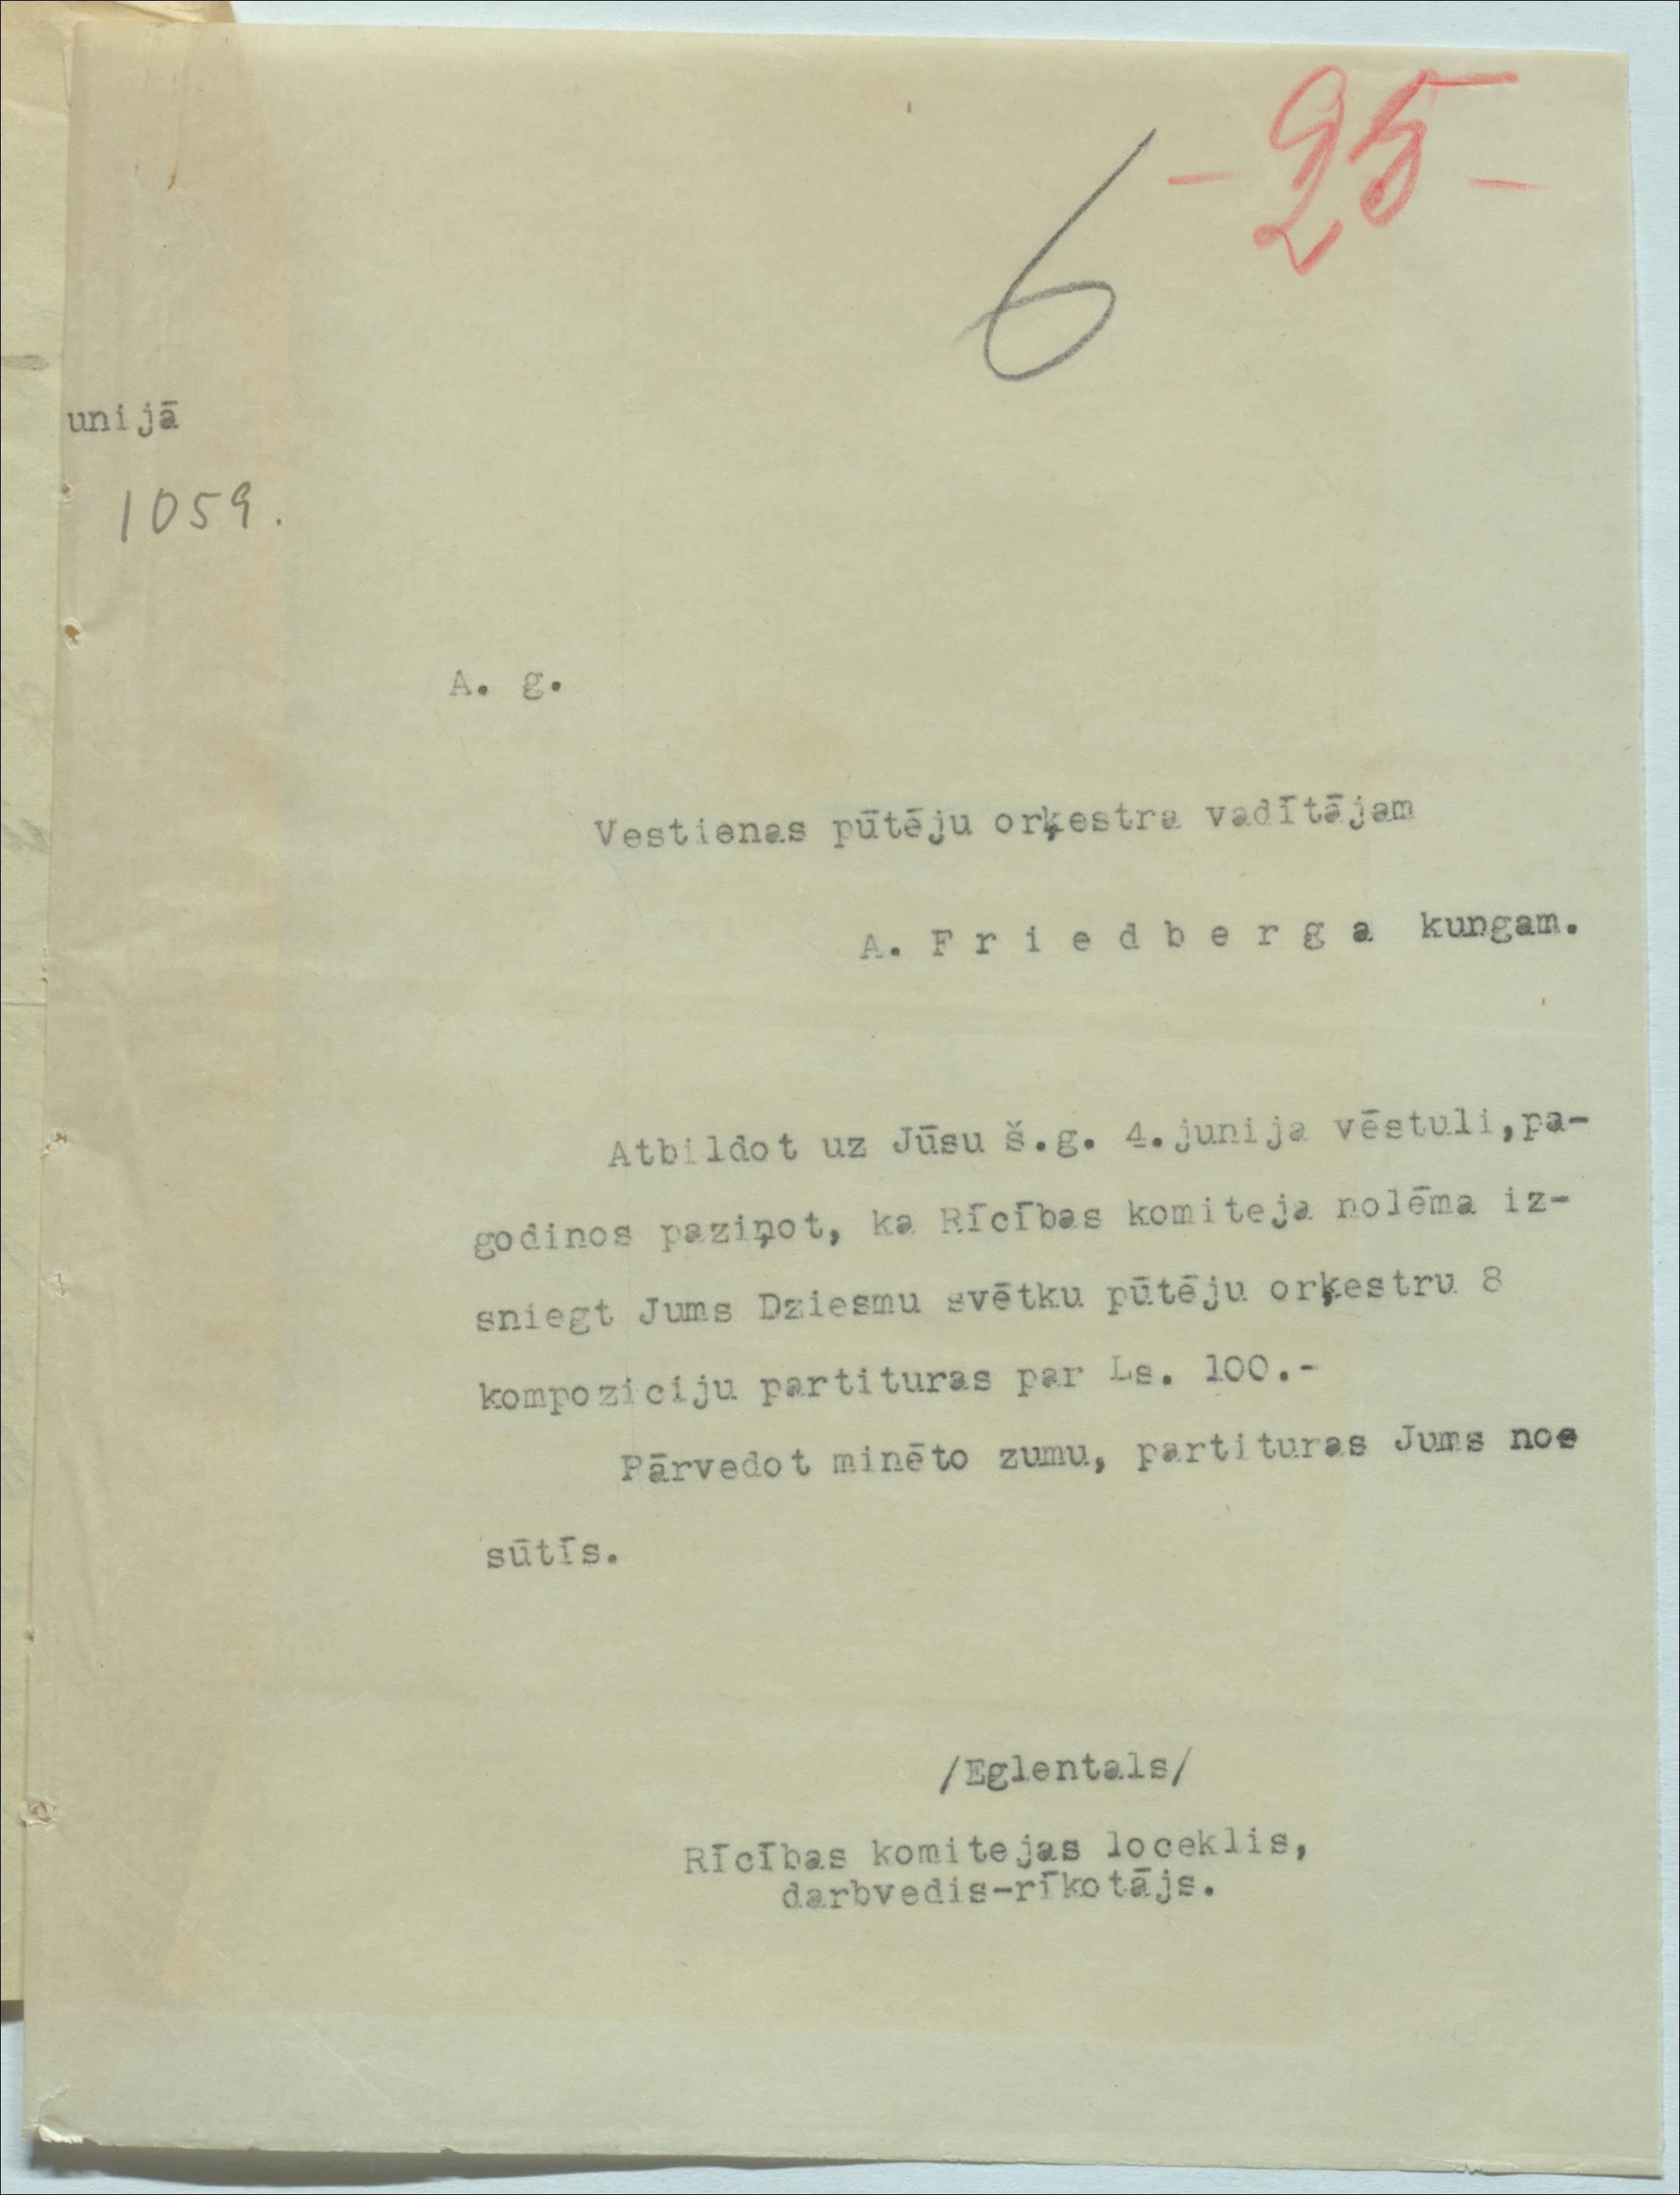 - 25 -
6
unijā
1059.
A. g.
Vestienas pūtēju orķestra vadītājam
A. F r i e d b e r g a kungam.
Atbildot uz Jūsu š.g. 4.junija vēstuli,pa-
godinos paziņot, ka Rīcības komiteja nolēma iz-
sniegt Jums Dziesmu svētku pūtēju orķestru 8
kompoziciju partituras par Ls. 100.-
Pārvedot minēto zumu, partituras Jums nos
sūtīs.
/Eglentals/
Rīcības komitejas loceklis,
darbvedis-rīkotājs.